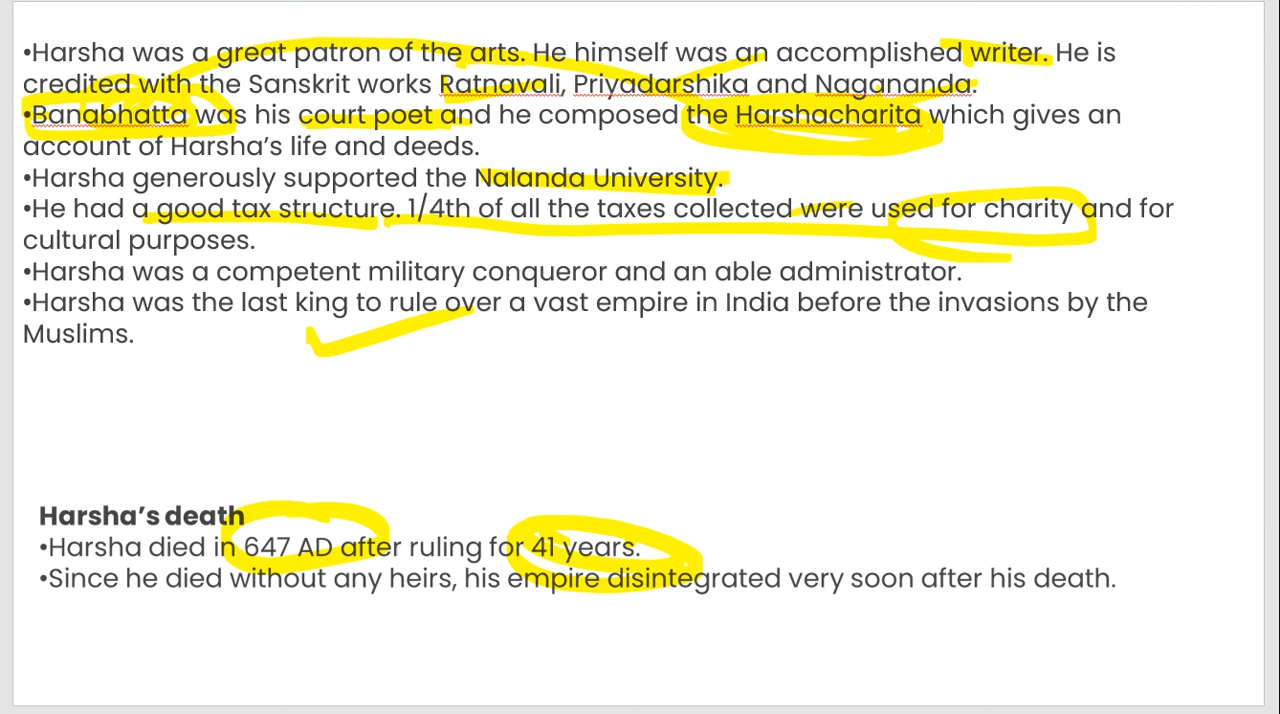 •Harsha was a great patron of the arts. He himself was an accomplished writer. He is
credited with the Sanskrit works Ratnavali, Priyadarshika and Nagananda.
•Banabhatta was his court poet and he composed the Harshacharita which gives an
account of Harsha’s life and deeds.
•Harsha generously supported the Nalanda University.
•He had a good tax structure. 1/4th of all the taxes collected were used for charity and for
cultural purposes.
•Harsha was a competent military conqueror and an able administrator.
•Harsha was the last king to rule over a vast empire in India before the invasions by the
Muslims.
Harsha’s death
•Harsha died in 647 AD after ruling for 41 years.
•Since he died without any heirs, his empire disintegrated very soon after his death.